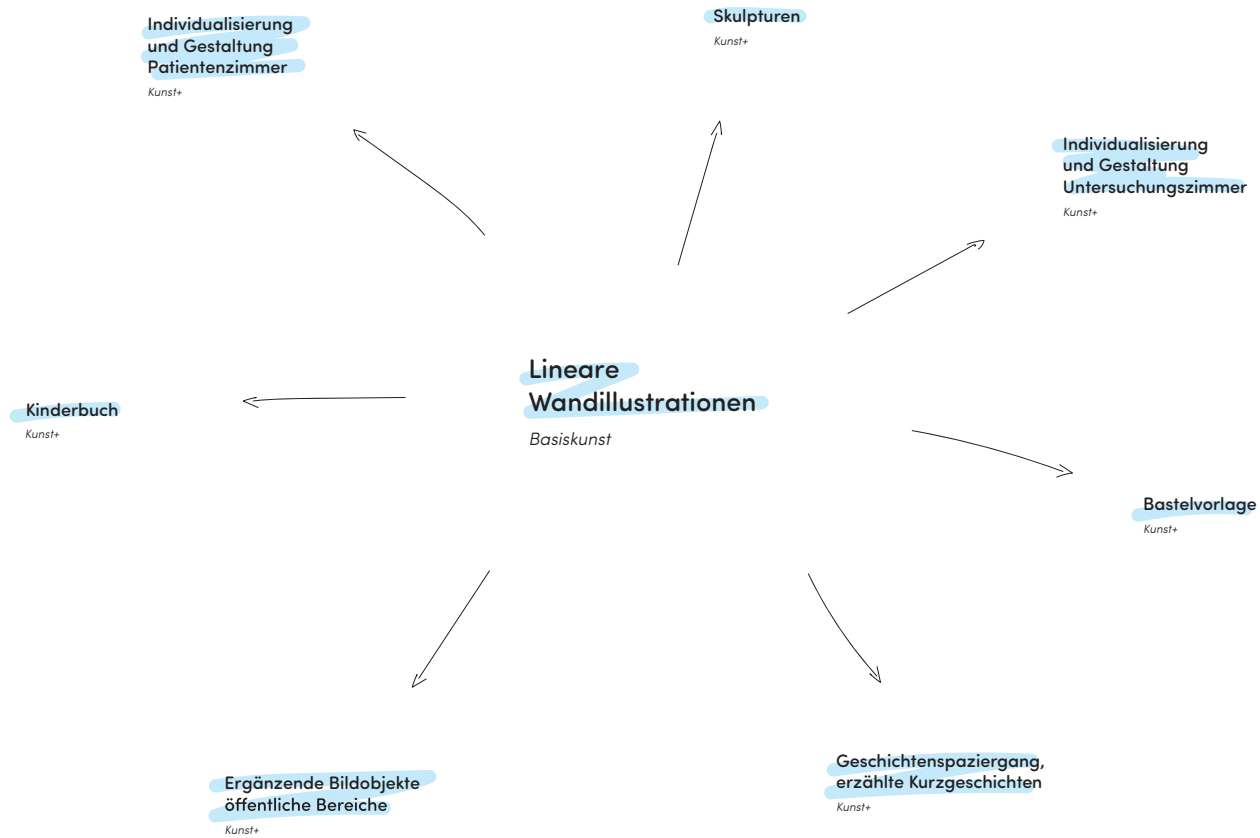 Individualisierung
und Gestaltung
Patientenzimmer
Kunst+
Skulpturen
Kunst+
Individualisierung
und Gestaltung
Untersuchungszimmer
Kunst+
Lineare
Wandillustrationen
Basiskunst
Kinderbuch
Kunst+
Bastelvorlage
Kunst+
Ergänzende Bildobjekte
öffentliche Bereiche
Kunst+
Geschichtenspaziergang,
erzählte Kurzgeschichten
Kunst+